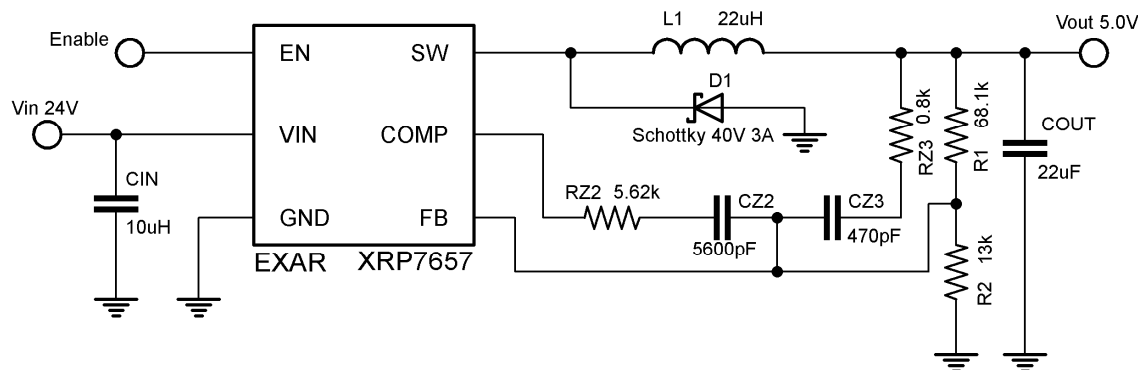 L1 22uH
Vout 5.0V
Enable
EN
SW
D1
Vin 24V
VIN
COMP
Schottky 40V 3A
RZ3 0.8k
R1 68.1k
COUT
22uF
CIN
10uH
RZ2 5.62k
CZ2
5600pF
CZ3
470pF
GND
FB
R2 13k
EXAR XRP7657